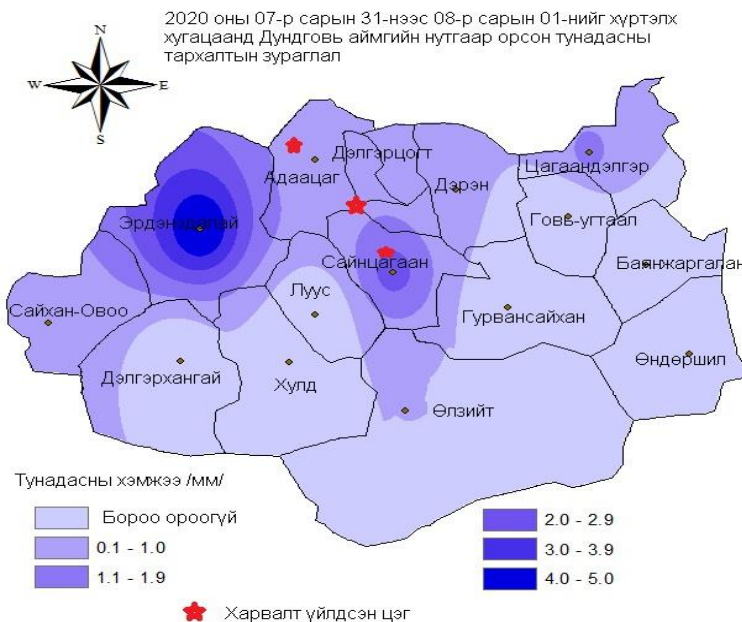 2020 оны 07-р сарын 31-нээс 08-р сарын 01-нийг хүртэлх
хугацаанд Дундговь аймгийн нутгаар орсон тунадасны
тархалтын зураглал
N
W E
S
Адаацаг
Дэлгэрцогт
Дэрэн
Цагаандэлгэр
Эрдэнэдалай
Говь-угтаал
Сайнцагаан
Баянжаргалан
Сайхан-Овоо
Луус
Гурвансайхан
Өндөршил
Дэлгэрхангай
Хулд
Өлзийт
Тунадасны хэмжээ /мм/
Бороо ороогүй
0.1 - 1.0
1.1 - 1.9
2.0 - 2.9
3.0 - 3.9
4.0 - 5.0
Харвалт үйлдсэн цэг